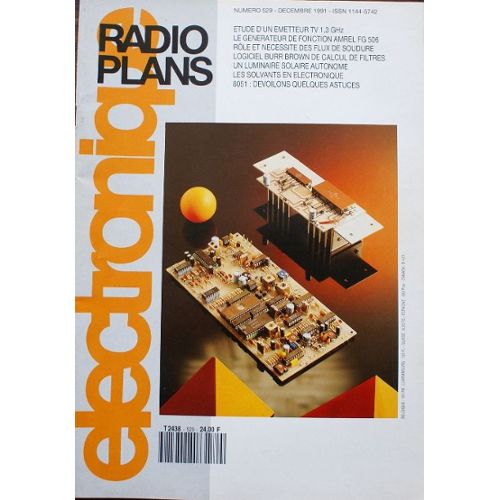 NUMERO 529 - DECEMBRE 1991 - ISSN 1144-5742
RADIO
PLANS
electronique
ETUDE D'UN EMETTEUR TV 1,3 GHz
LE GENERATEUR DE FONCTION AMREL FG 506
RÔLE ET NECESSITE DES FLUX DE SOUDURE
LOGICIEL BURR BROWN DE CALCUL DE FILTRES
UN LUMINAIRE SOLAIRE AUTONOME
LES SOLVANTS EN ELECTRONIQUE
8051 : DEVOILONS QUELQUES ASTUCES
T 2438 - 529 - 24,00 F